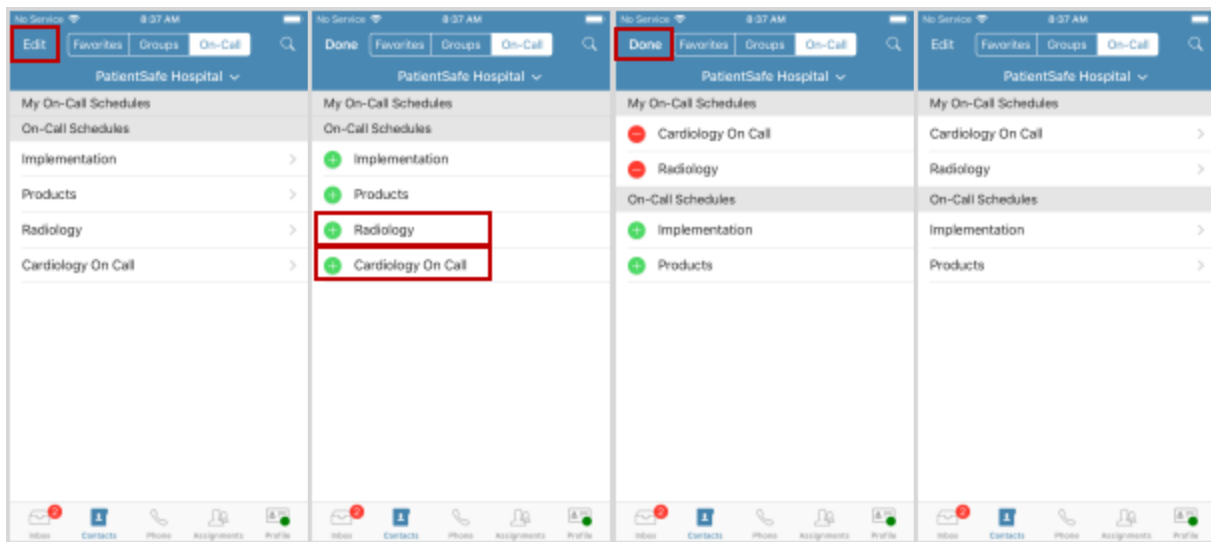 No Service 8:37 AM
Edit Favorites Groups On-Call
PatientSafe Hospital
My On-Call Schedules
On-Call Schedules
Implementation
Products
Radiology
Cardiology On Call
2
Inbox Contacts Phone Assignments Profile
No Service 8:37 AM
Done Favorites Groups On-Call
PatientSafe Hospital
My On-Call Schedules
On-Call Schedules
Implementation
Products
Radiology
Cardiology On Call
2
Inbox Contacts Phone Assignments Profile
No Service 8:37 AM
Done Favorites Groups On-Call
PatientSafe Hospital
My On-Call Schedules
Cardiology On Call
Radiology
On-Call Schedules
Implementation
Products
2
Inbox Contacts Phone Assignments Profile
No Service 8:37 AM
Edit Favorites Groups On-Call
PatientSafe Hospital
My On-Call Schedules
Cardiology On Call
Radiology
On-Call Schedules
Implementation
Products
2
Inbox Contacts Phone Assignments Profile